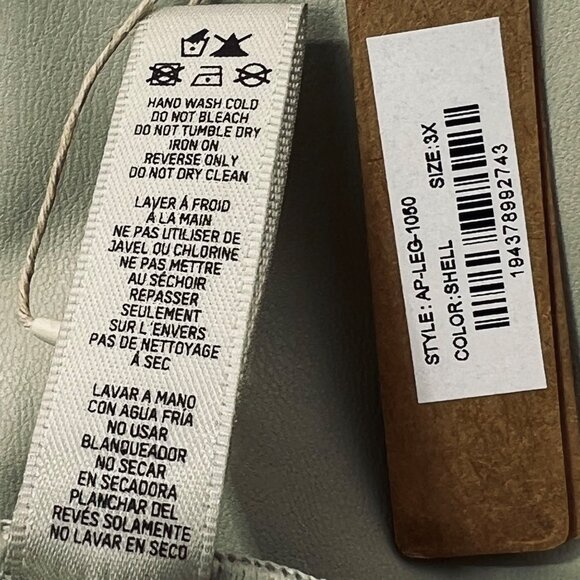 HAND WASH COLD
DO NOT BLEACH
DO NOT TUMBLE DRY
IRON ON
REVERSE ONLY
DO NOT DRY CLEAN
LAVER Á FROID
Á LA MAIN
NE PAS UTILISER DE
JAVEL OU CHLORINE
NE PAS METTRE
AU SÉCHOIR
REPASSER
SEULEMENT
SUR L'ENVERS
PAS DE NETTOYAGE
Á SEC
LAVAR A MANO
CON AGUA FRÍA
NO USAR
BLANQUEADOR
NO SECAR
EN SECADORA
PLANCHAR DEL
REVÉS SOLAMENTE
NO LAVAR EN SECO
STYLE: AP-LEG-1050
COLOR: SHELL SIZE: 3X
194378992743